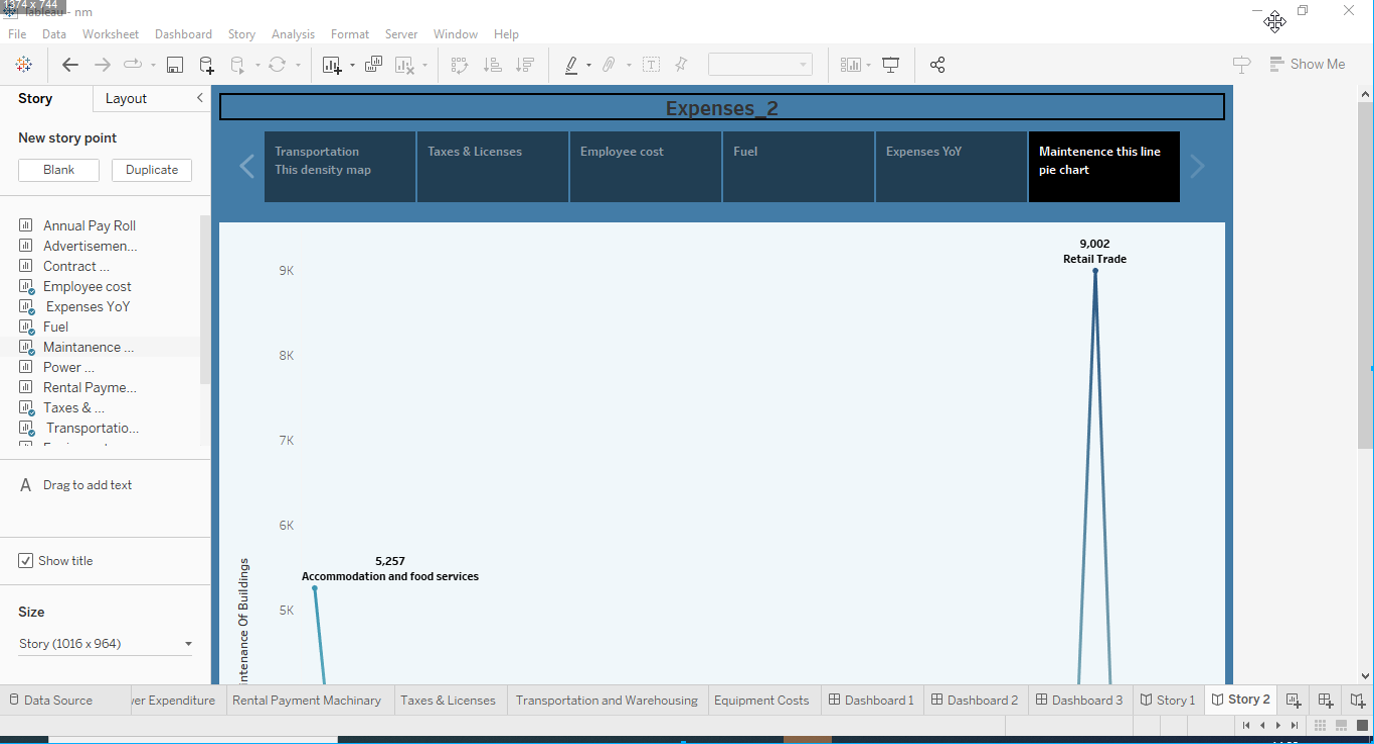 1374 x 744
Tableau - nm
File Data Worksheet Dashboard Story Analysis Format Server Window Help
Show Me
Story Layout
New story point
Blank Duplicate
Annual Pay Roll
Advertisemen...
Contract ...
Employee cost
Expenses YoY
Fuel
Maintanence ...
Power ...
Rental Payme...
Taxes & ...
Transportatio...
A Drag to add text
Show title
Size
Story (1016 x 964)
Expenses_2
Transportation
This density map
Taxes & Licenses
Employee cost
Fuel
Expenses YoY
Maintenence this line
pie chart
9,002
Retail Trade
9K
8K
7K
6K
5,257
Accommodation and food services
5K
ntenance Of Buildings
Data Source er Expenditure Rental Payment Machinary Taxes & Licenses Transportation and Warehousing Equipment Costs Dashboard 1 Dashboard 2 Dashboard 3 Story 1 Story 2